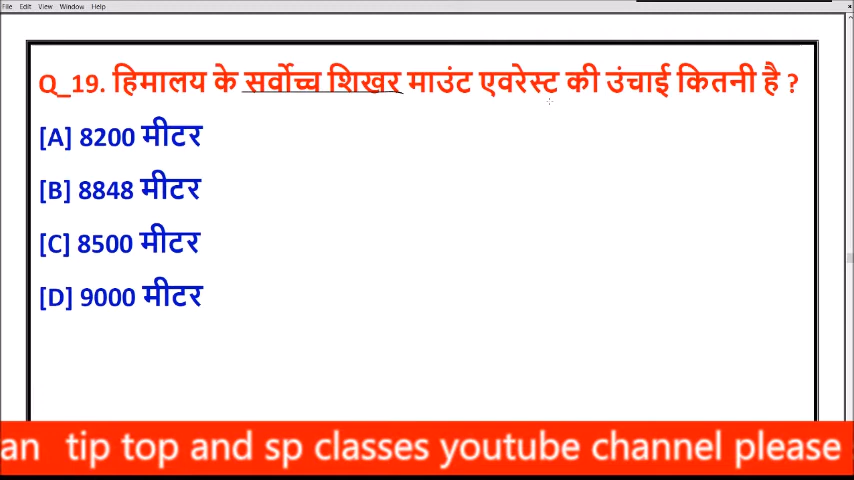 File Edit View Window Help
Q_19. हिमालय के सर्वोच्च शिखर माउंट एवरेस्ट की उंचाई कितनी है ?
[A] 8200 मीटर
[B] 8848 मीटर
[C] 8500 मीटर
[D] 9000 मीटर
an tip top and sp classes youtube channel please